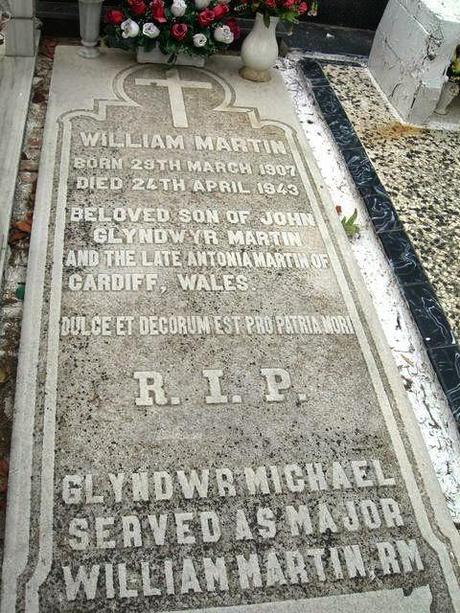 WILLIAM MARTIN
BORN 29TH MARCH 1907
DIED 24TH APRIL 1943
BELOVED SON OF JOHN
GLYNDWYR MARTIN
AND THE LATE ANTONIA MARTIN OF
CARDIFF, WALES.
DULCE ET DECORUM EST PRO PATRIA MORI
R. I. P.
GLYNDWR MICHAEL
SERVED AS MAJOR
WILLIAM MARTIN, RM